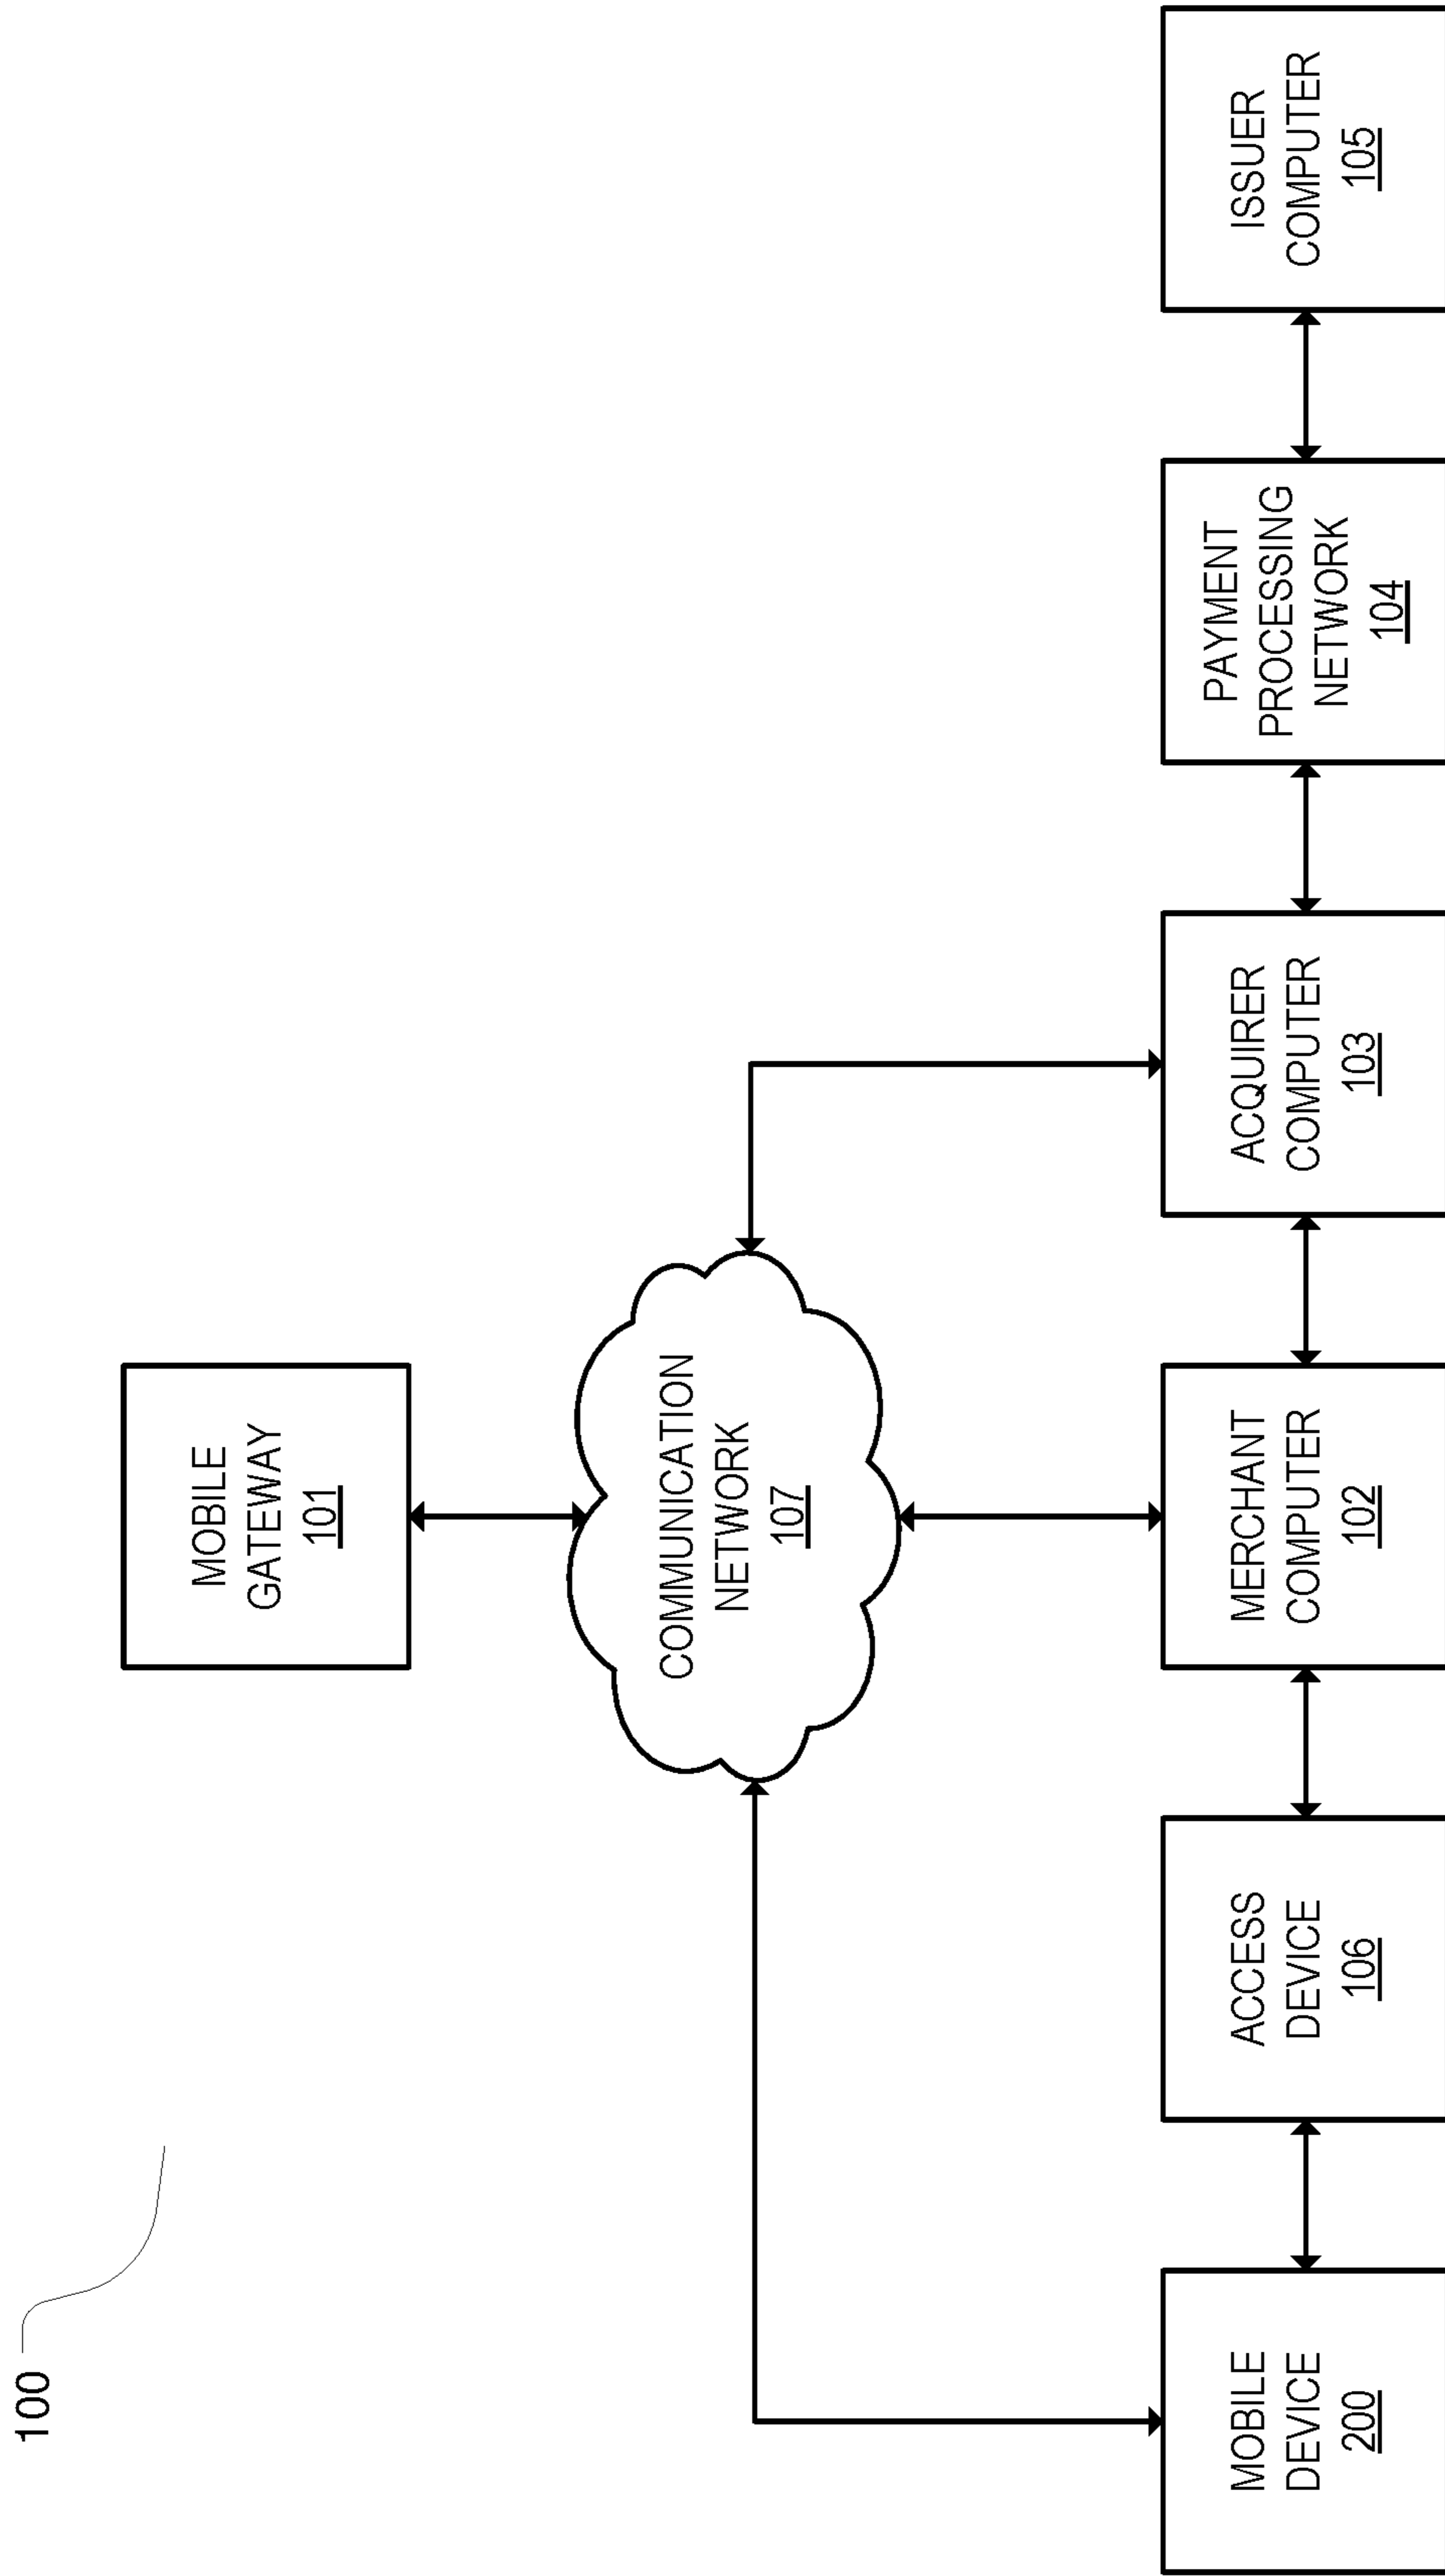 100
MOBILE
GATEWAY
101
COMMUNICATION
NETWORK
107
MOBILE
DEVICE
200
ACCESS
DEVICE
106
MERCHANT
COMPUTER
102
ACQUIRER
COMPUTER
103
PAYMENT
PROCESSING
NETWORK
104
ISSUER
COMPUTER
105